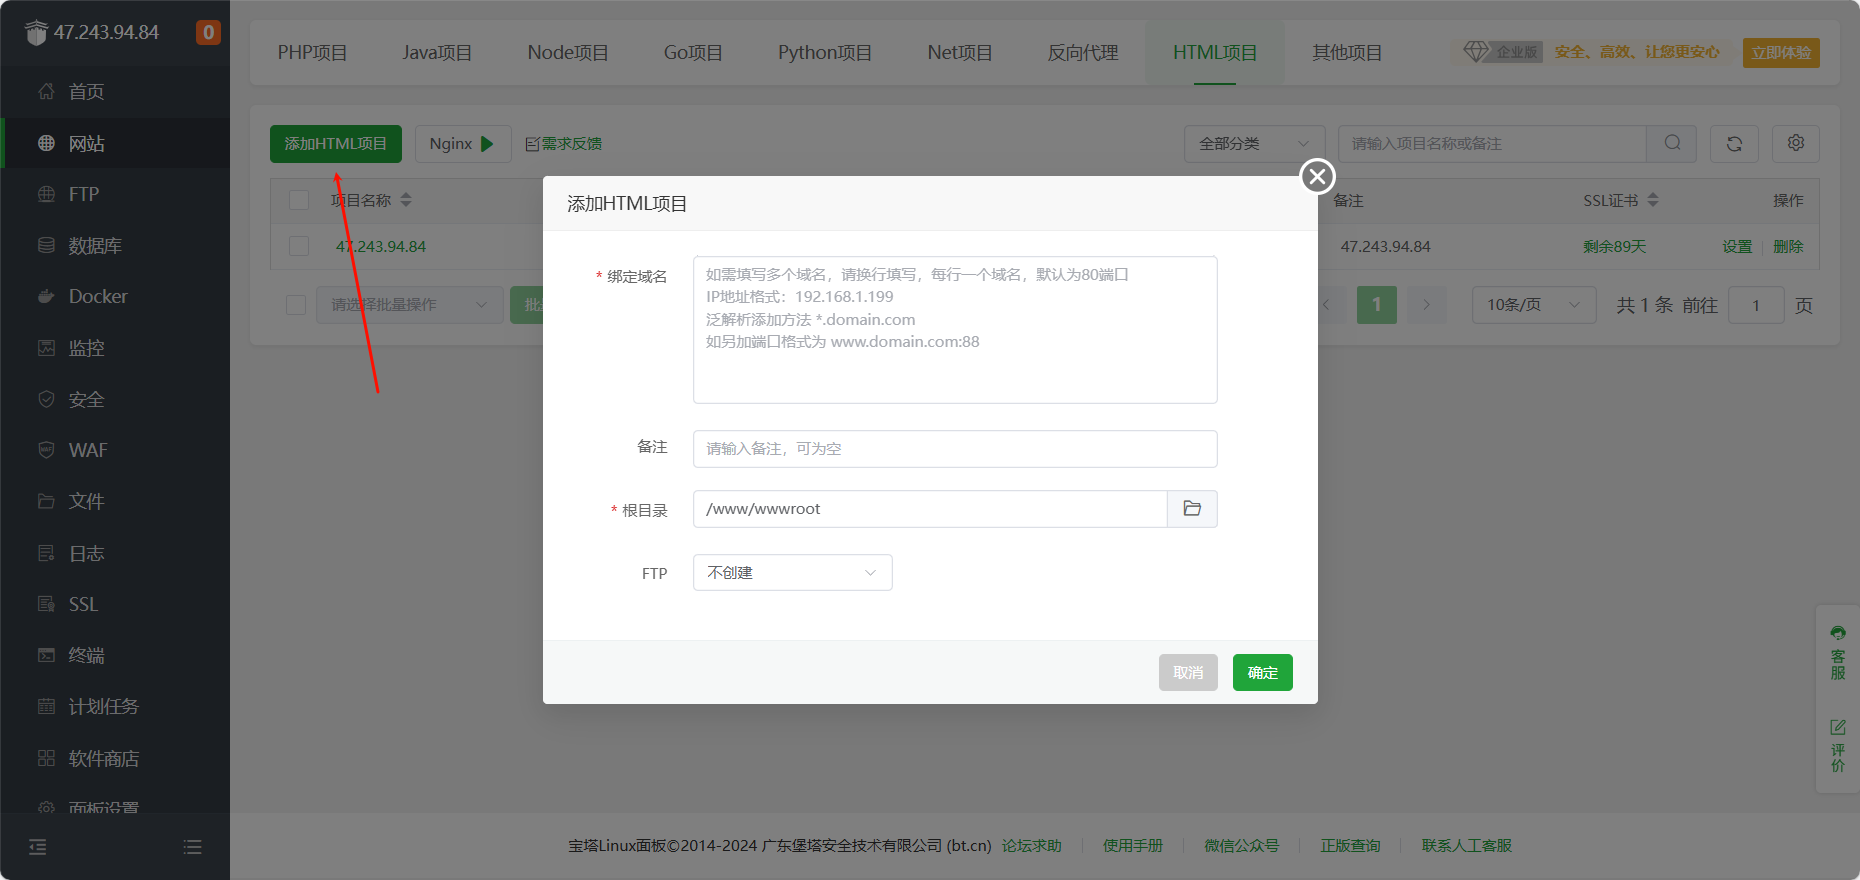 47.243.94.84
0
首页
网站
FTP
数据库
Docker
监控
安全
WAF
文件
日志
SSL
终端
计划任务
软件商店
面板设置
PHP项目
Java项目
Node项目
Go项目
Python项目
Net项目
反向代理
HTML项目
其他项目
企业版
安全、高效、让您更安心
立即体验
添加HTML项目
Nginx
需求反馈
全部分类
请输入项目名称或备注
项目名称
备注
SSL证书
操作
47.243.94.84
47.243.94.84
剩余89天
设置
删除
请选择批量操作
1
10条/页
共 1 条
前往
1
页
添加HTML项目
* 绑定域名
如需填写多个域名，请换行填写，每行一个域名，默认为80端口
IP地址格式：192.168.1.199
泛解析添加方法 *.domain.com
如另加端口格式为 www.domain.com:88
备注
请输入备注，可为空
* 根目录
/www/wwwroot
FTP
不创建
取消
确定
客服
评价
宝塔Linux面板©2014-2024 广东堡塔安全技术有限公司 (bt.cn)
论坛求助
使用手册
微信公众号
正版查询
联系人工客服